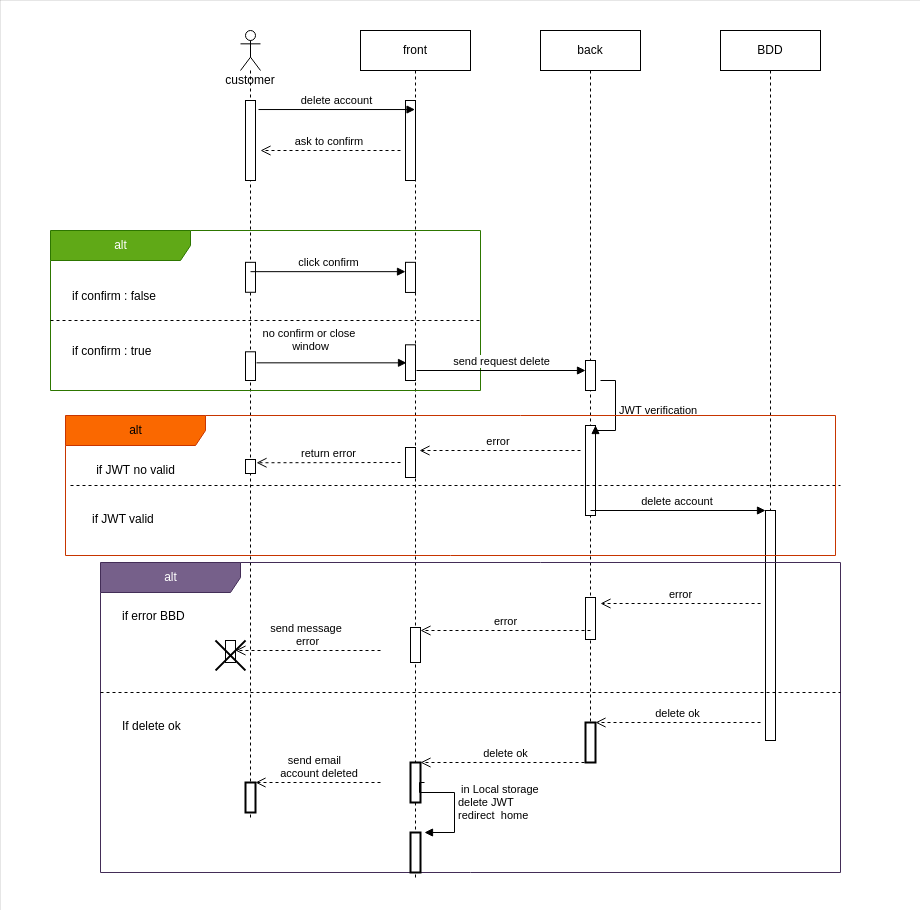 front
back
BDD
customer
delete account
ask to confirm
alt
click confirm
if confirm : false
no confirm or close
window
if confirm : true
send request delete
JWT verification
alt
error
return error
if JWT no valid
delete account
if JWT valid
alt
error
if error BBD
error
send message
error
delete ok
If delete ok
delete ok
send email
account deleted
in Local storage
delete JWT
redirect home